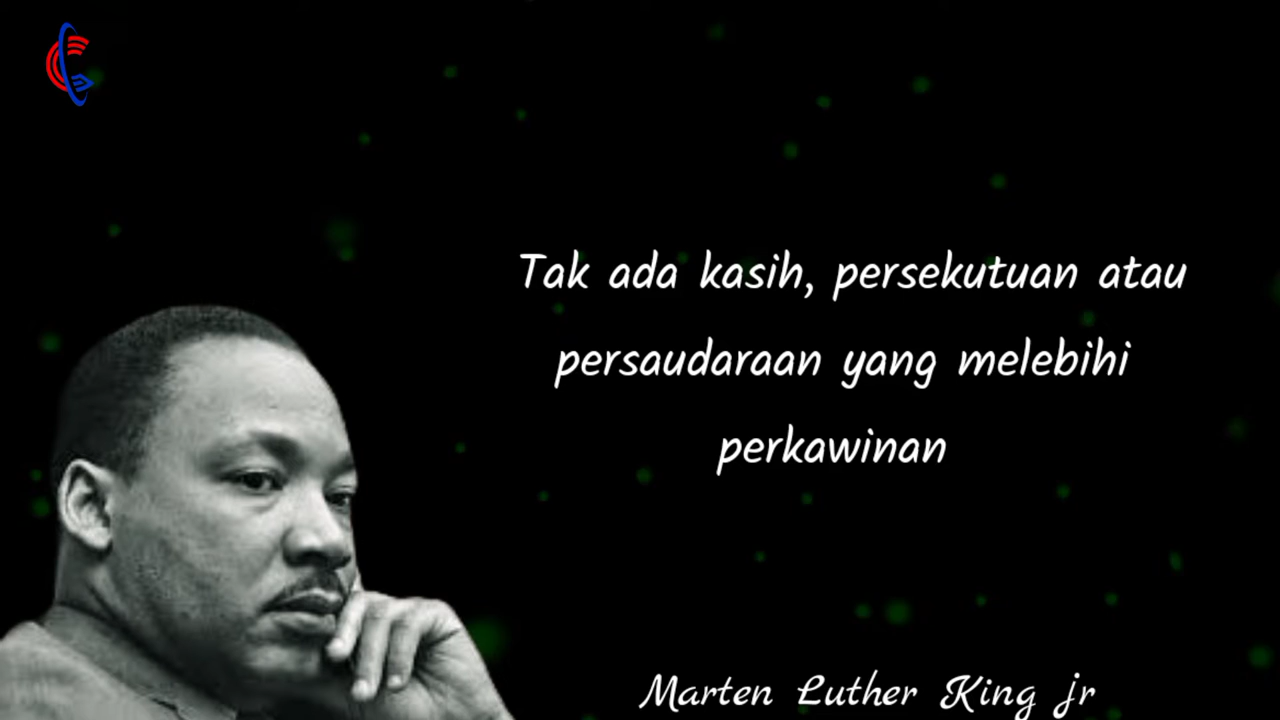 Tak ada kasih, persekutuan atau
persaudaraan yang melebihi
perkawinan
Marten Luther King jr